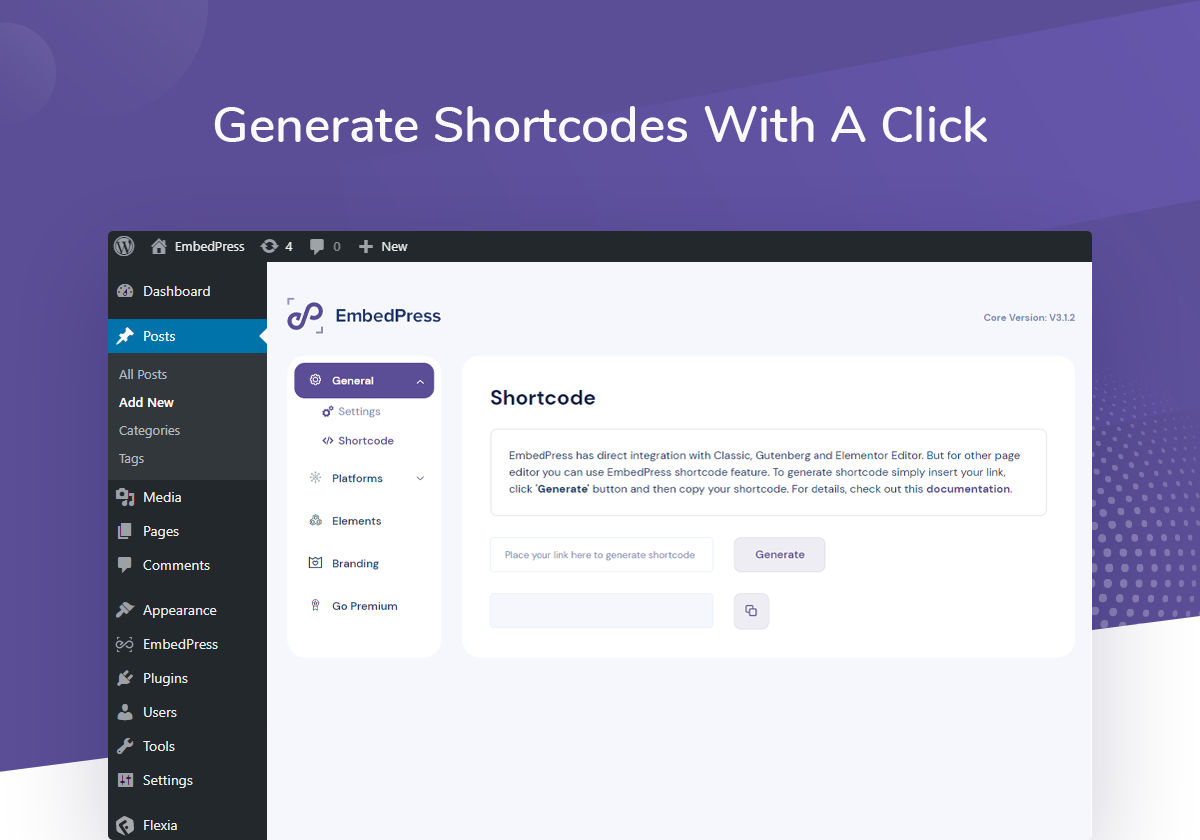 Generate Shortcodes With A Click
EmbedPress 4 0 New
Dashboard
Posts
All Posts
Add New
Categories
Tags
Media
Pages
Comments
Appearance
EmbedPress
Plugins
Users
Tools
Settings
Flexia
EmbedPress
Core Version: V3.1.2
General
Settings
Shortcode
Platforms
Elements
Branding
Go Premium
Shortcode
EmbedPress has direct integration with Classic, Gutenberg and Elementor Editor. But for other page
editor you can use EmbedPress shortcode feature. To generate shortcode simply insert your link,
click 'Generate' button and then copy your shortcode. For details, check out this documentation.
Place your link here to generate shortcode
Generate